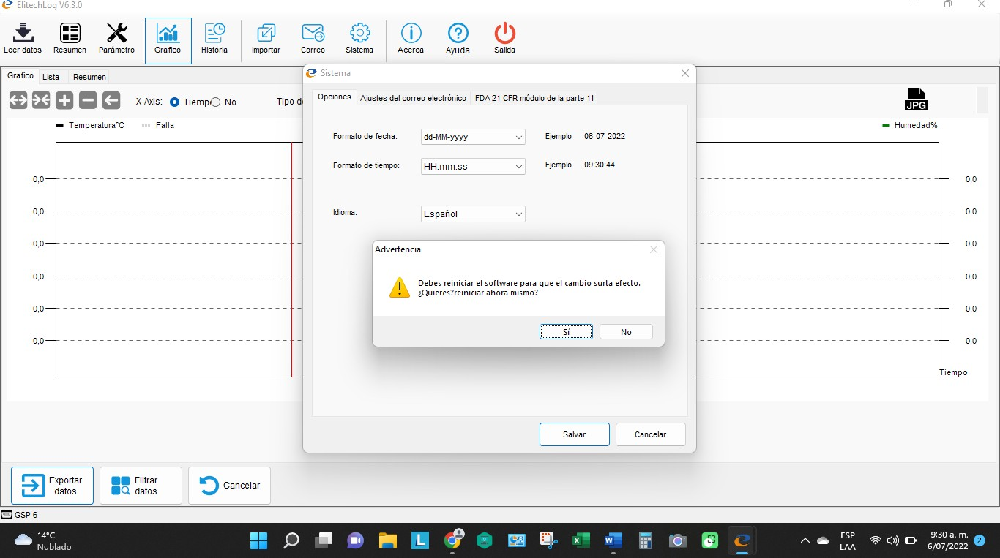 ElitechLog V6.3.0
Leer datos
Resumen
Parámetro
Grafico
Historia
Importar
Correo
Sistema
Acerca
Ayuda
Salida
Grafico
Lista
Resumen
X-Axis:
Tiemp
No.
Tipo d
JPG
Temperatura°C
Falla
Humedad%
0,0
0,0
0,0
0,0
0,0
0,0
0,0
0,0
0,0
0,0
0,0
0,0
Tiempo
Sistema
Opciones
Ajustes del correo electrónico
FDA 21 CFR módulo de la parte 11
Formato de fecha:
dd-MM-yyyy
Ejemplo
06-07-2022
Formato de tiempo:
HH:mm:ss
Ejemplo
09:30:44
Idioma:
Español
Advertencia
Debes reiniciar el software para que el cambio surta efecto.
¿Quieres?reiniciar ahora mismo?
Sí
No
Salvar
Cancelar
Exportar
datos
Filtrar
datos
Cancelar
GSP-6
14°C
Nublado
ESP
LAA
9:30 a. m.
6/07/2022
2